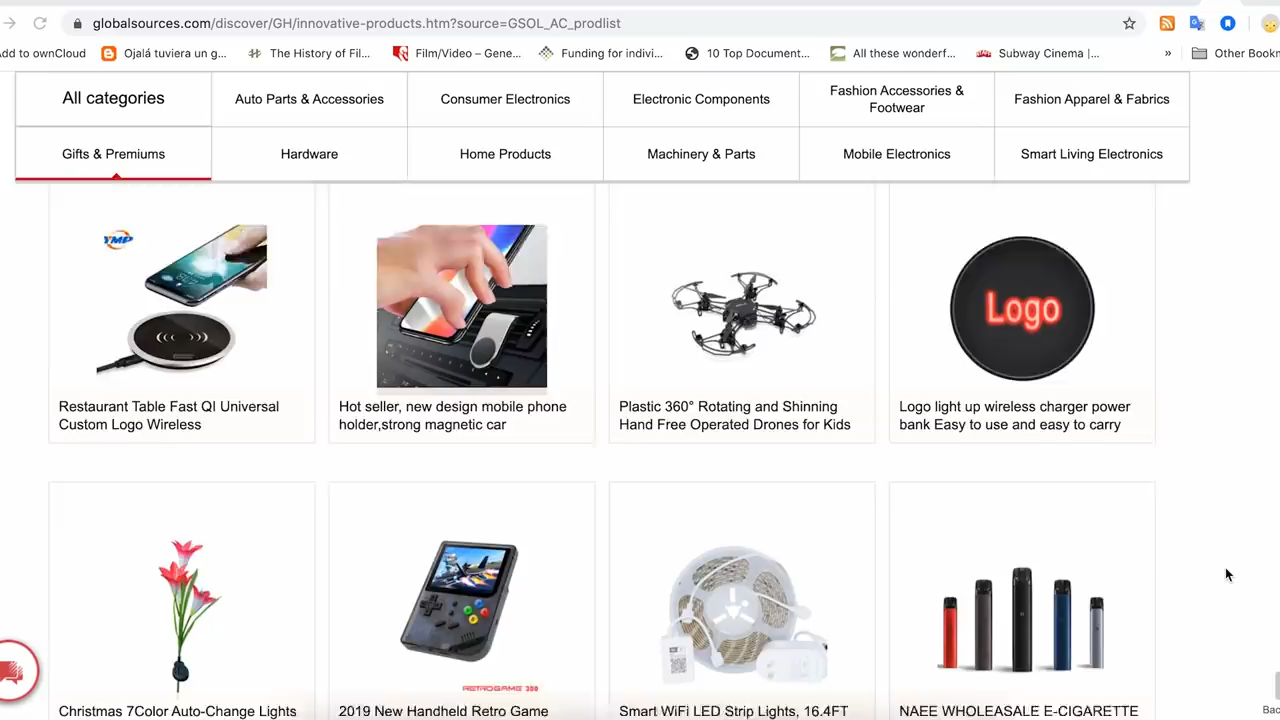 globalsources.com/discover/GH/innovative-products.htm?source=GSOL_AC_prodlist
dd to ownCloud
Ojalá tuviera un g...
The History of Fil...
Film/Video – Gene...
Funding for indivi...
10 Top Document...
All these wonderf...
Subway Cinema |...
»
Other Bookn
All categories
Auto Parts & Accessories
Consumer Electronics
Electronic Components
Fashion Accessories &
Footwear
Fashion Apparel & Fabrics
Gifts & Premiums
Hardware
Home Products
Machinery & Parts
Mobile Electronics
Smart Living Electronics
YMP
Logo
Restaurant Table Fast QI Universal
Custom Logo Wireless
Hot seller, new design mobile phone
holder,strong magnetic car
Plastic 360° Rotating and Shinning
Hand Free Operated Drones for Kids
Logo light up wireless charger power
bank Easy to use and easy to carry
RETROGAME 300
Christmas 7Color Auto-Change Lights
2019 New Handheld Retro Game
Smart WiFi LED Strip Lights, 16.4FT
NAEE WHOLEASALE E-CIGARETTE
Bac